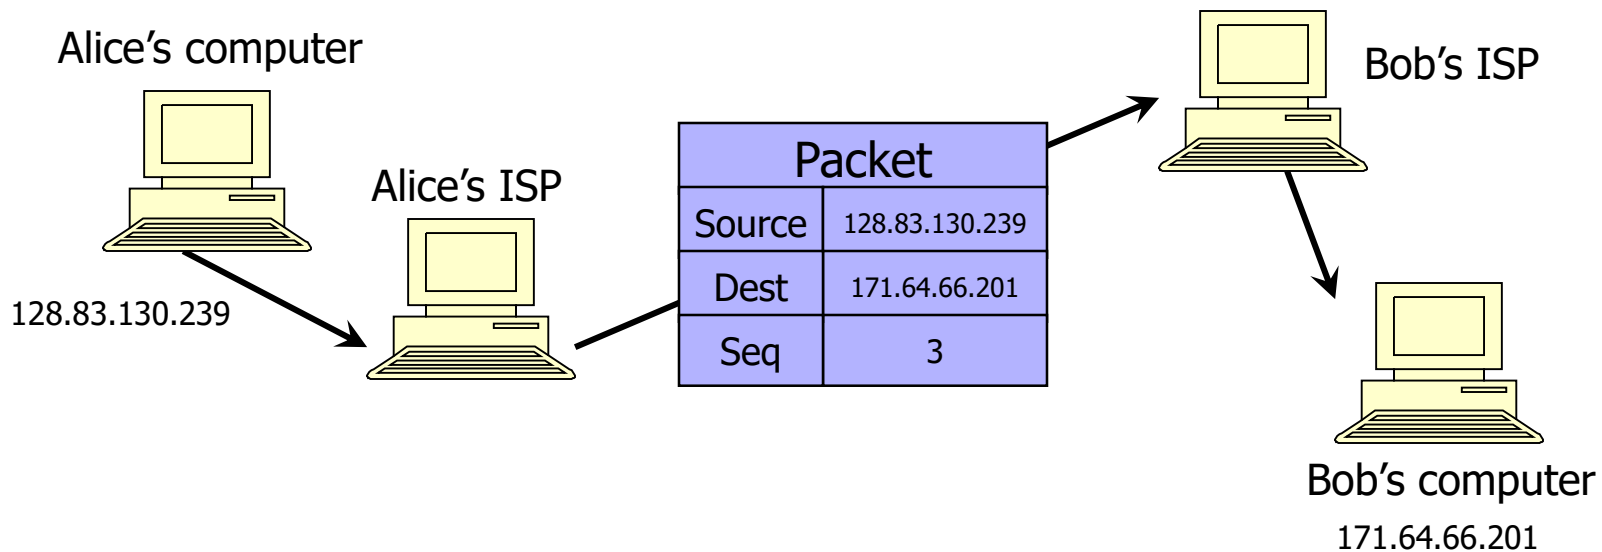 Alice’s computer
128.83.130.239
Alice’s ISP
Packet
Source 128.83.130.239
Dest 171.64.66.201
Seq 3
Bob’s ISP
Bob’s computer
171.64.66.201